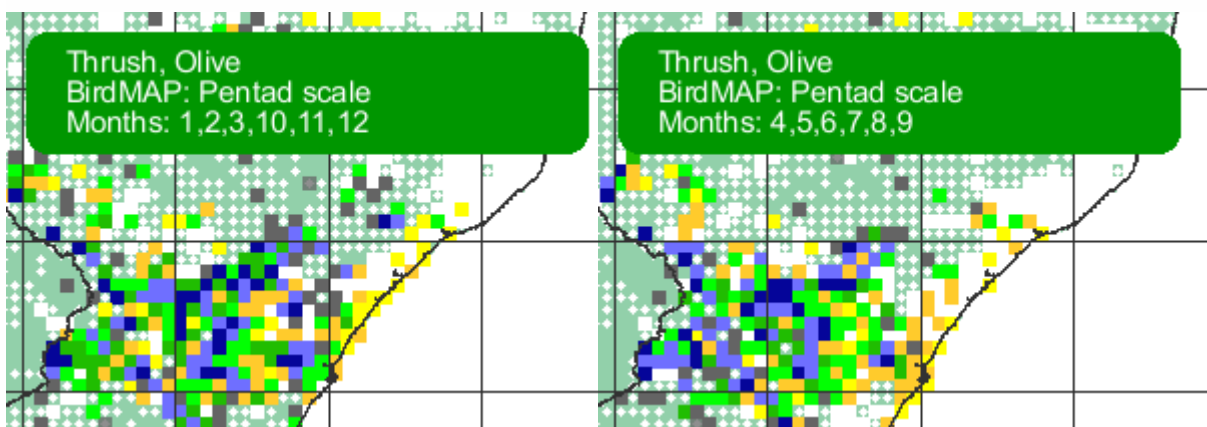 Thrush, Olive
BirdMAP: Pentad scale
Months: 1,2,3,10,11,12
Thrush, Olive
BirdMAP: Pentad scale
Months: 4,5,6,7,8,9